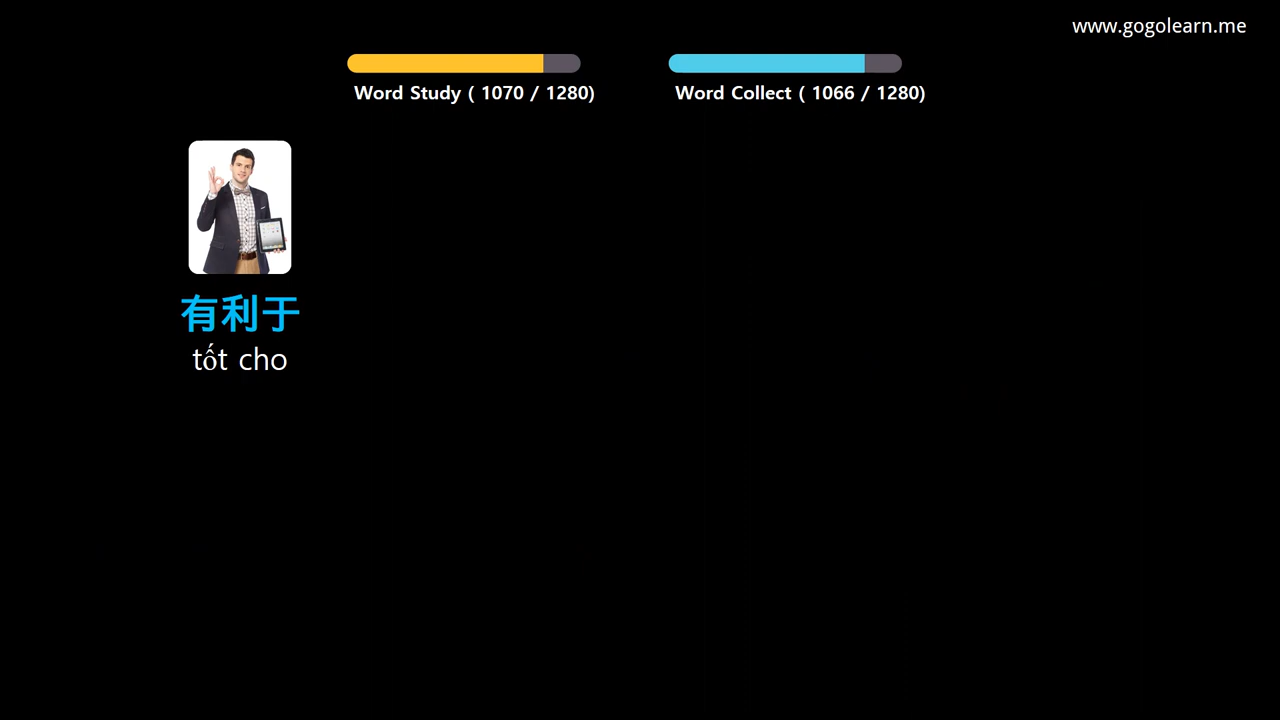 www.gogolearn.me
Word Study ( 1070 / 1280)
Word Collect ( 1066 / 1280)
有利于
tốt cho